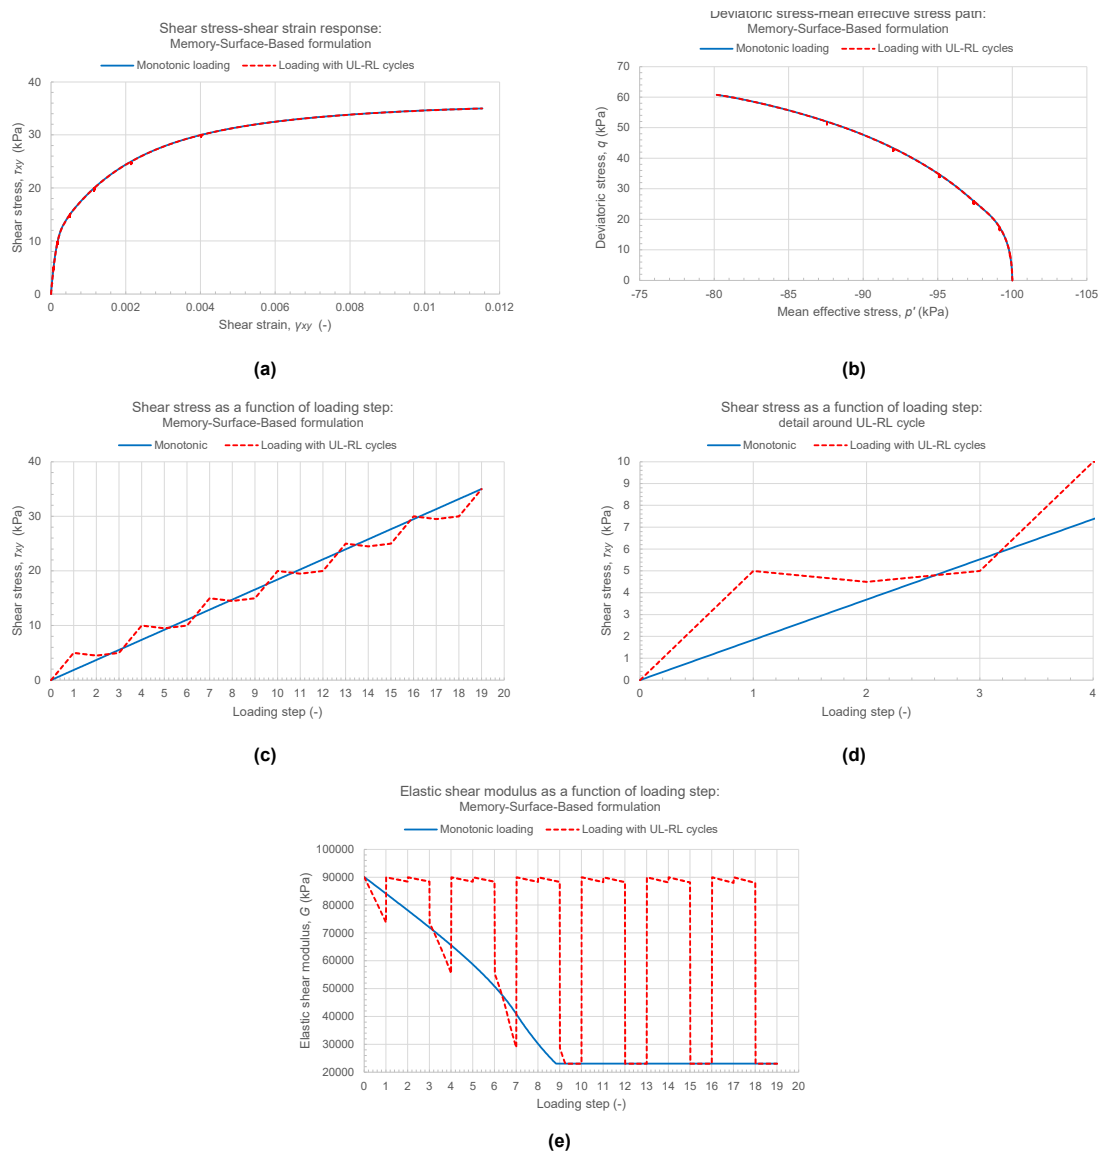 Shear stress-shear strain response:
Memory-Surface-Based formulation
Monotonic loading Loading with UL-RL cycles
40
30
20
10
0
0 0.002 0.004 0.006 0.008 0.01 0.012
Shear stress, τxy (kPa)
Shear strain, γxy (-)
(a)
Deviatoric stress-mean effective stress path:
Memory-Surface-Based formulation
Monotonic loading Loading with UL-RL cycles
70
60
50
40
30
20
10
0
-75 -80 -85 -90 -95 -100 -105
Deviatoric stress, q (kPa)
Mean effective stress, p' (kPa)
(b)
Shear stress as a function of loading step:
Memory-Surface-Based formulation
Monotonic Loading with UL-RL cycles
40
30
20
10
0
0 1 2 3 4 5 6 7 8 9 10 11 12 13 14 15 16 17 18 19 20
Shear stress, τxy (kPa)
Loading step (-)
(c)
Shear stress as a function of loading step:
detail around UL-RL cycle
Monotonic Loading with UL-RL cycles
10
9
8
7
6
5
4
3
2
1
0
0 1 2 3 4
Shear stress, τxy (kPa)
Loading step (-)
(d)
Elastic shear modulus as a function of loading step:
Memory-Surface-Based formulation
Monotonic loading Loading with UL-RL cycles
100000
90000
80000
70000
60000
50000
40000
30000
20000
0 1 2 3 4 5 6 7 8 9 10 11 12 13 14 15 16 17 18 19 20
Elastic shear modulus, G (kPa)
Loading step (-)
(e)